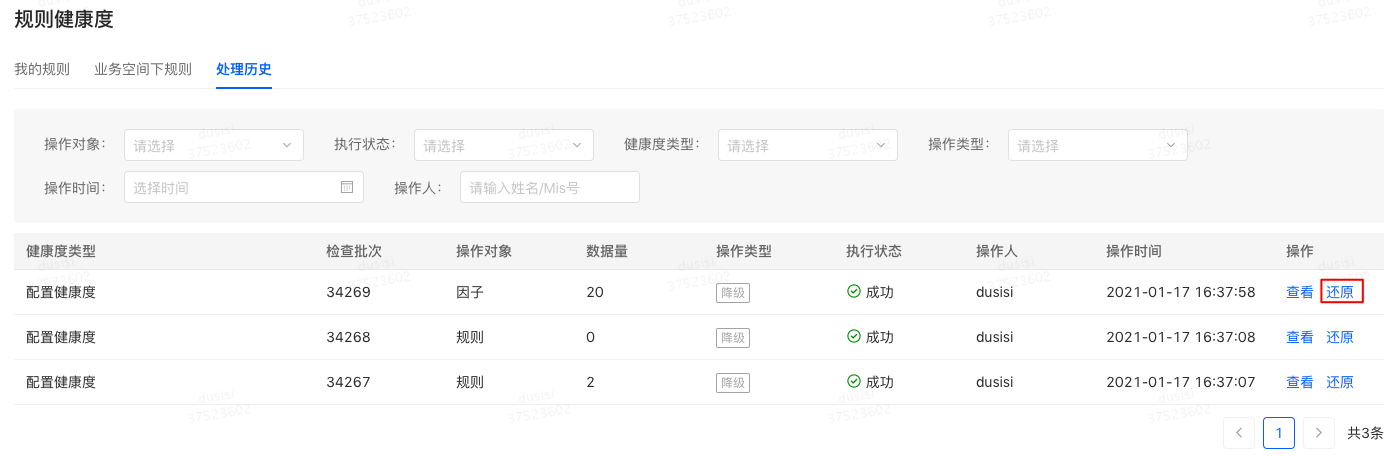 规则健康度
我的规则 业务空间下规则 处理历史
操作对象： 请选择 执行状态： 请选择 健康度类型： 请选择 操作类型： 请选择
操作时间： 选择时间 操作人： 请输入姓名/Mis号
健康度类型 检查批次 操作对象 数据量 操作类型 执行状态 操作人 操作时间 操作
配置健康度 34269 因子 20 降级 成功 dusisi 2021-01-17 16:37:58 查看 还原
配置健康度 34268 规则 0 降级 成功 dusisi 2021-01-17 16:37:08 查看 还原
配置健康度 34267 规则 2 降级 成功 dusisi 2021-01-17 16:37:07 查看 还原
1 共3条
dusisi
37523602